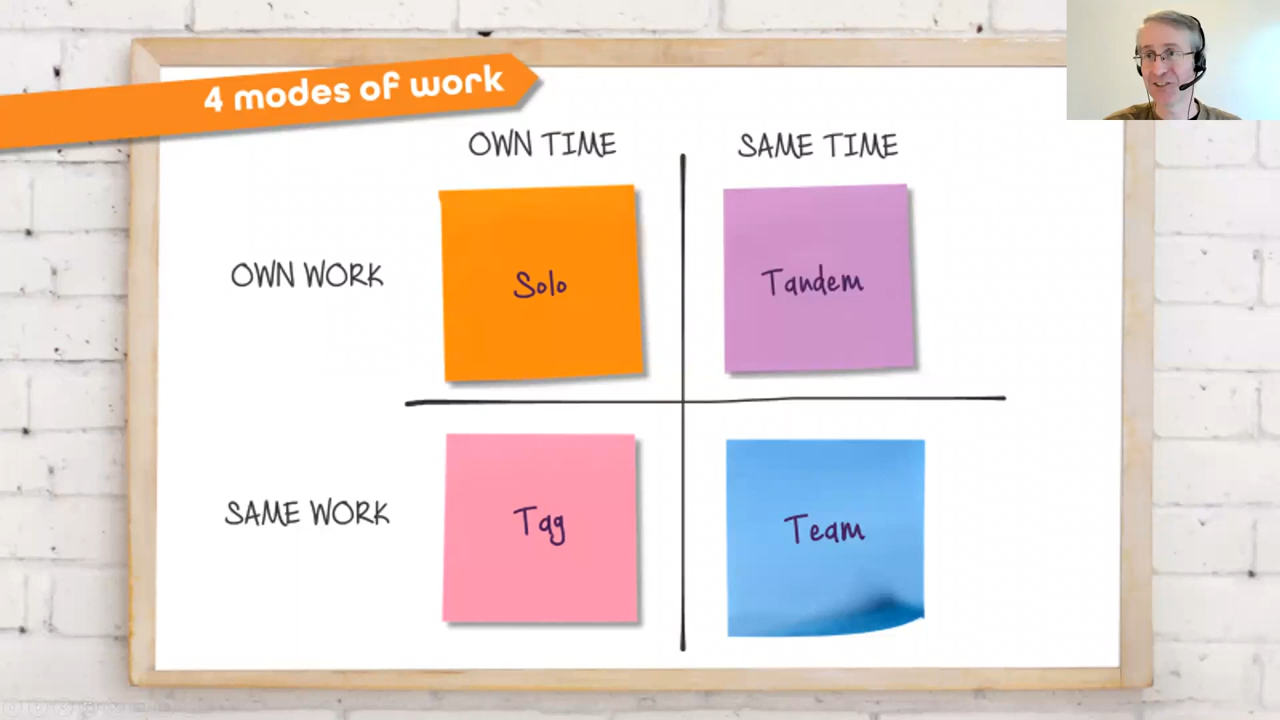 4 modes of work
OWN TIME
SAME TIME
OWN WORK
Solo
Tandem
SAME WORK
Tag
Team